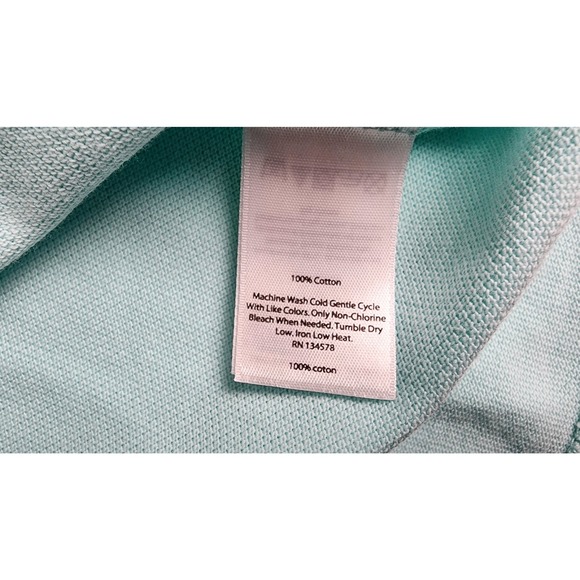 100% Cotton
Machine Wash Cold Gentle Cycle
With Like Colors. Only Non-Chlorine
Bleach When Needed. Tumble Dry
Low. Iron Low Heat.
RN 134578
100% coton